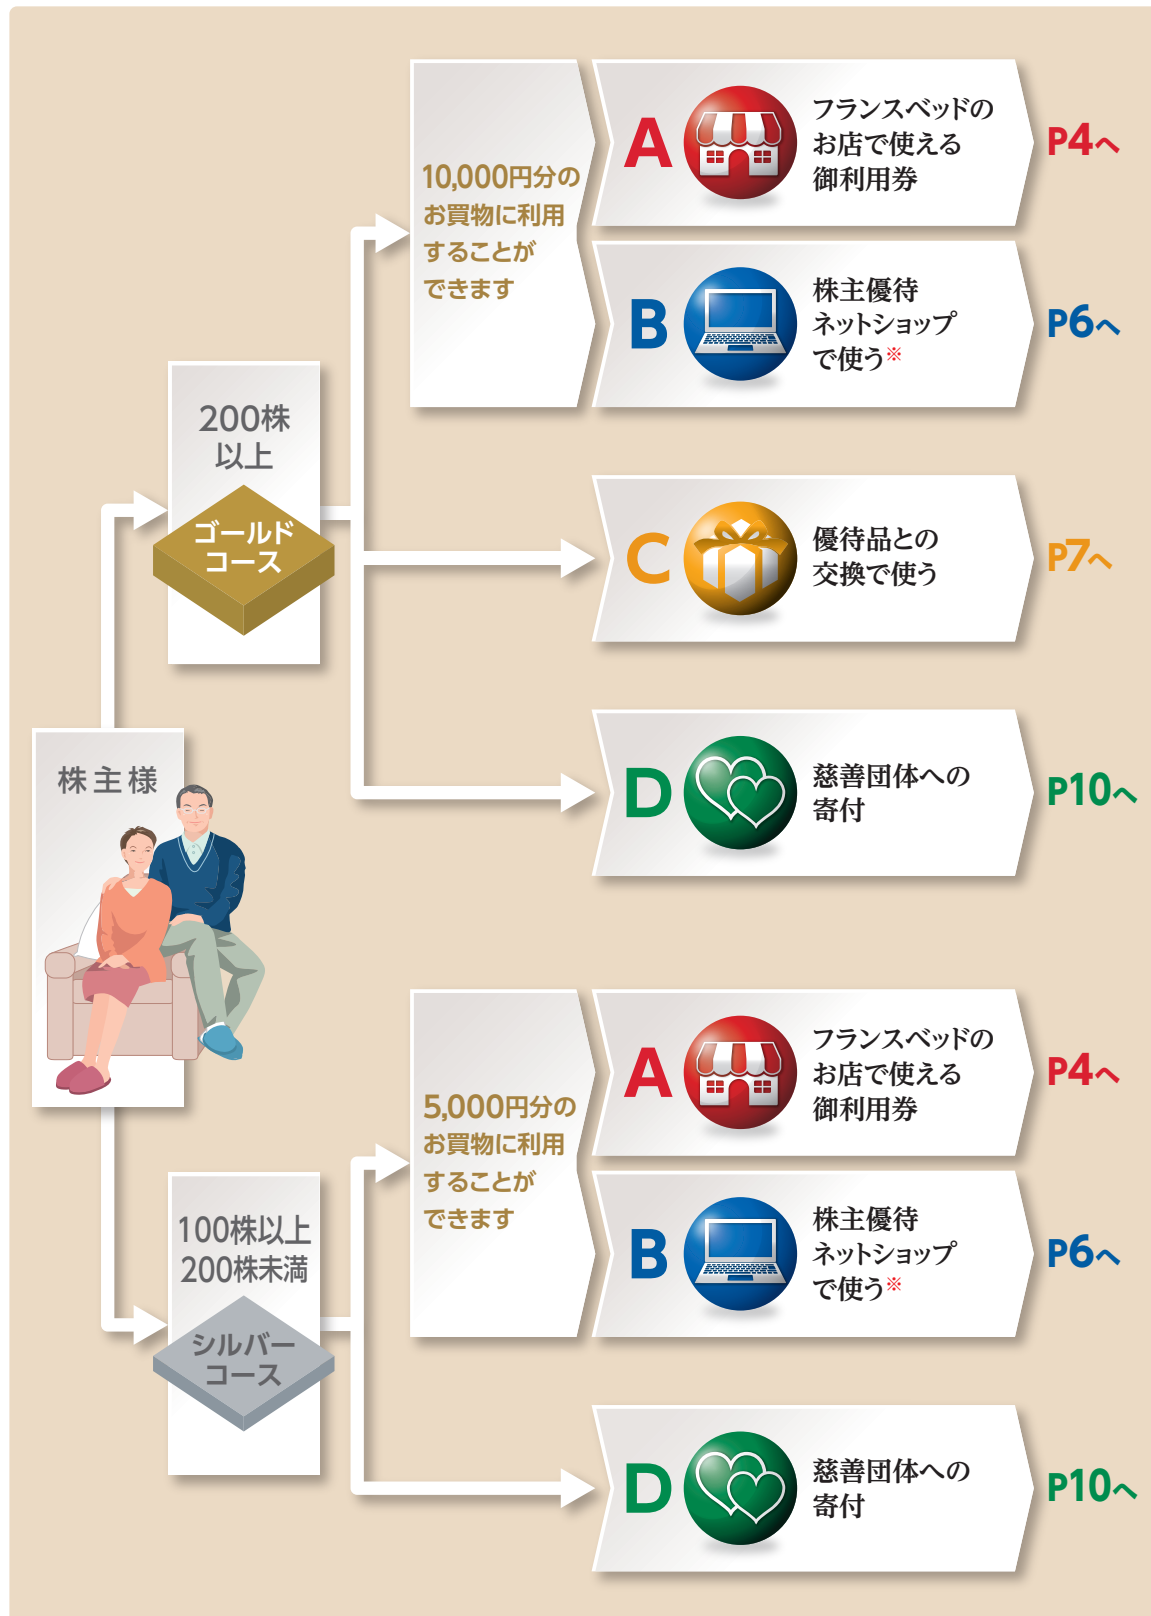 株主様
200株
以上
ゴールド
コース
10,000円分の
お買物に利用
することが
できます
A
フランスベッドの
お店で使える
御利用券
P4へ
B
株主優待
ネットショップ
で使う※
P6へ
C
優待品との
交換で使う
P7へ
D
慈善団体への
寄付
P10へ
100株以上
200株未満
シルバー
コース
5,000円分の
お買物に利用
することが
できます
A
フランスベッドの
お店で使える
御利用券
P4へ
B
株主優待
ネットショップ
で使う※
P6へ
D
慈善団体への
寄付
P10へ